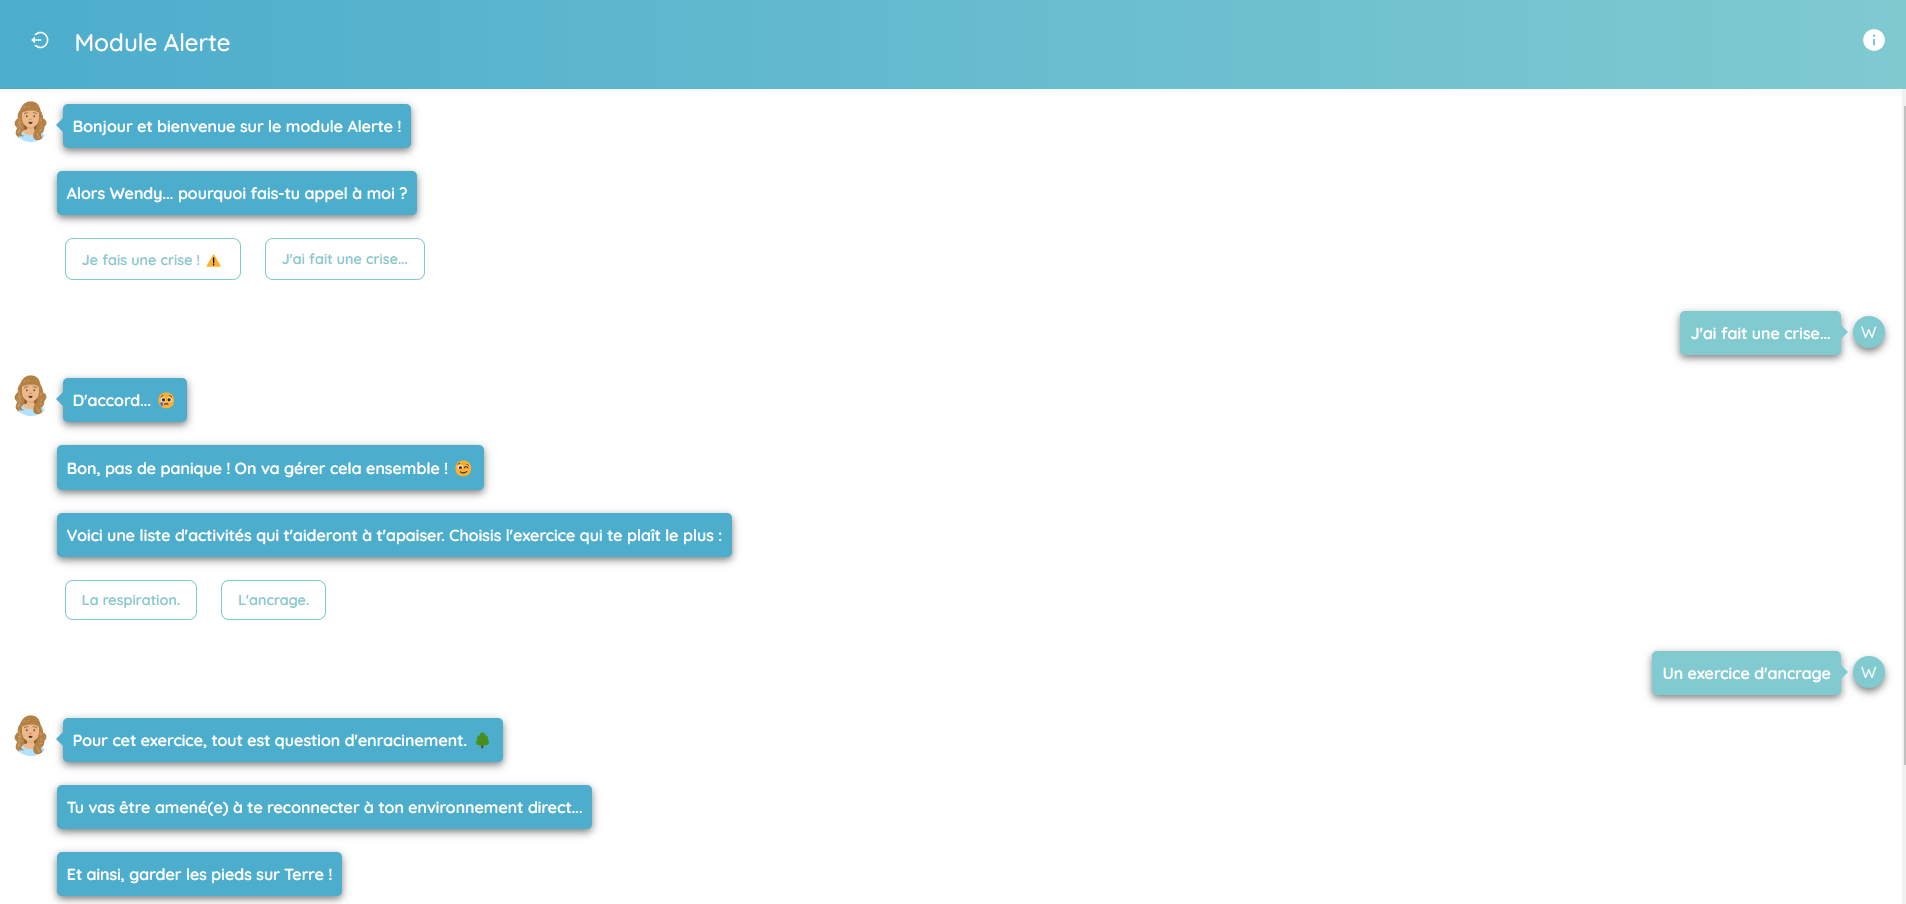 Module Alerte
Bonjour et bienvenue sur le module Alerte !
Alors Wendy... pourquoi fais-tu appel à moi ?
Je fais une crise ! ⚠️
J'ai fait une crise...
J'ai fait une crise...
W
D'accord... 😢
Bon, pas de panique ! On va gérer cela ensemble ! 😉
Voici une liste d'activités qui t'aideront à t'apaiser. Choisis l'exercice qui te plaît le plus :
La respiration.
L'ancrage.
Un exercice d'ancrage
W
Pour cet exercice, tout est question d'enracinement. 🌳
Tu vas être amené(e) à te reconnecter à ton environnement direct...
Et ainsi, garder les pieds sur Terre !